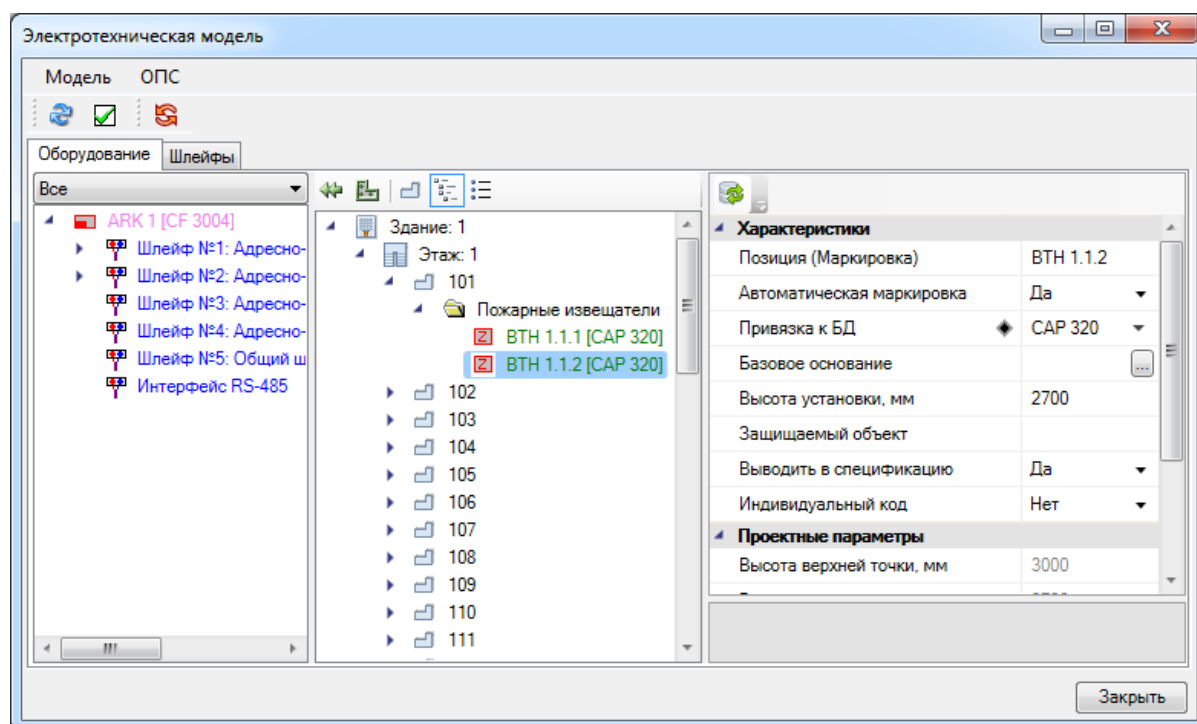 Электротехническая модель
Модель ОПС
Оборудование Шлейфы
Все
ARK 1 [CF 3004]
Шлейф №1: Адресно-
Шлейф №2: Адресно-
Шлейф №3: Адресно-
Шлейф №4: Адресно-
Шлейф №5: Общий ш
Интерфейс RS-485
Здание: 1
Этаж: 1
101
Пожарные извещатели
BTH 1.1.1 [CAP 320]
BTH 1.1.2 [CAP 320]
102
103
104
105
106
107
108
109
110
111
Характеристики
Позиция (Маркировка) BTH 1.1.2
Автоматическая маркировка Да
Привязка к БД CAP 320
Базовое основание ...
Высота установки, мм 2700
Защищаемый объект
Выводить в спецификацию Да
Индивидуальный код Нет
Проектные параметры
Высота верхней точки, мм 3000
Закрыть